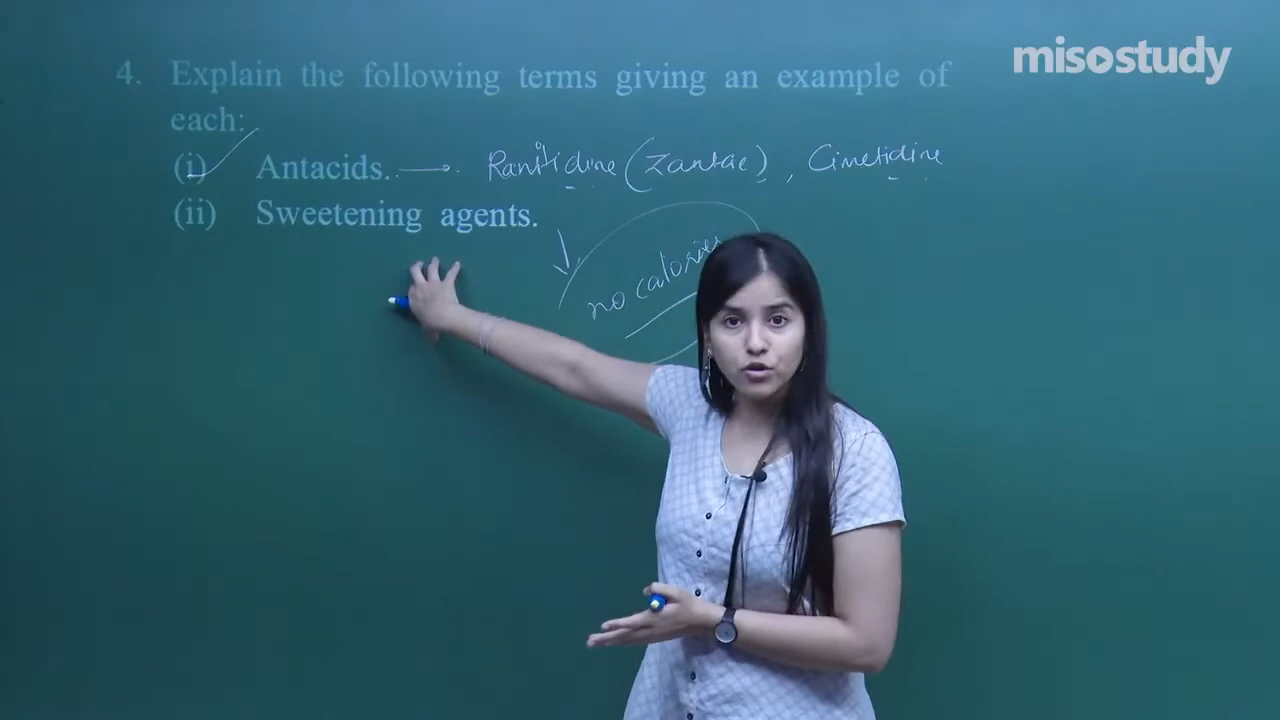 misostudy
4. Explain the following terms giving an example of
each:
(i) Antacids. → Ranitidine (Zantac), Cimetidine
(ii) Sweetening agents.
no calories